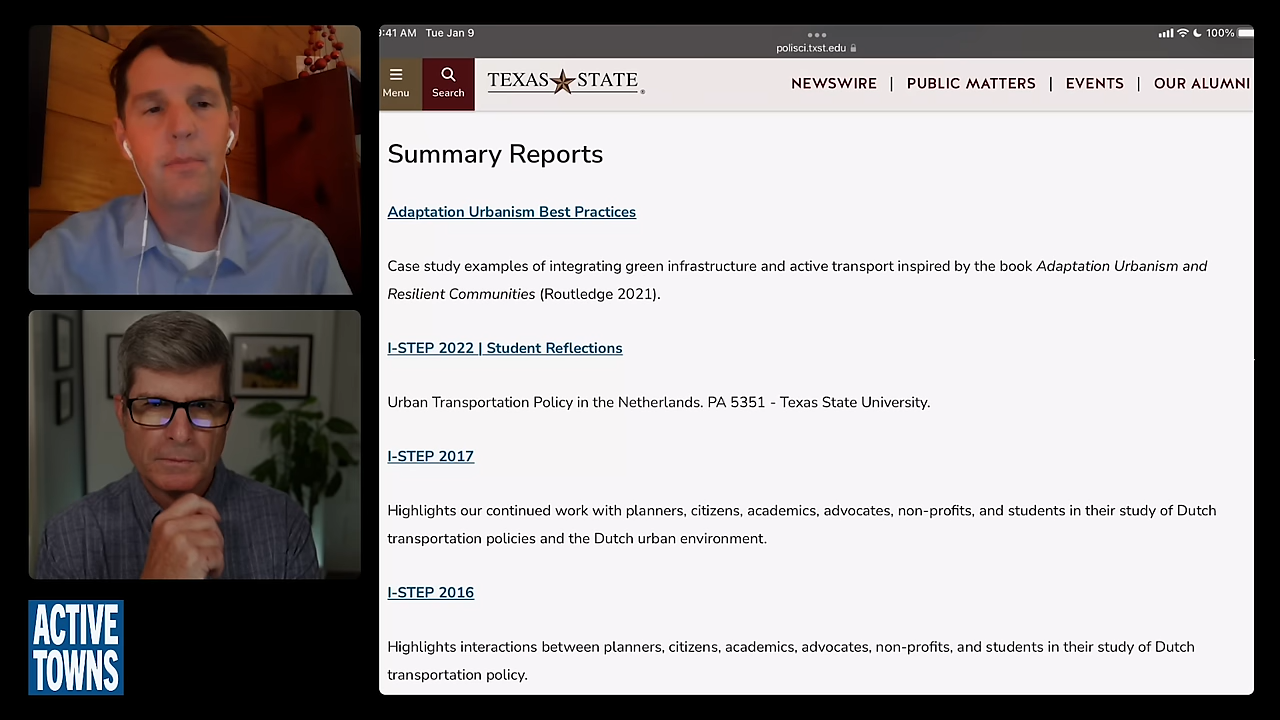 :41 AM Tue Jan 9
100%
polisci.txst.edu
Menu
Search
TEXAS STATE
NEWSWIRE | PUBLIC MATTERS | EVENTS | OUR ALUMNI
Summary Reports
Adaptation Urbanism Best Practices
Case study examples of integrating green infrastructure and active transport inspired by the book Adaptation Urbanism and
Resilient Communities (Routledge 2021).
I-STEP 2022 | Student Reflections
Urban Transportation Policy in the Netherlands. PA 5351 - Texas State University.
I-STEP 2017
Highlights our continued work with planners, citizens, academics, advocates, non-profits, and students in their study of Dutch
transportation policies and the Dutch urban environment.
I-STEP 2016
Highlights interactions between planners, citizens, academics, advocates, non-profits, and students in their study of Dutch
transportation policy.
ACTIVE
TOWNS